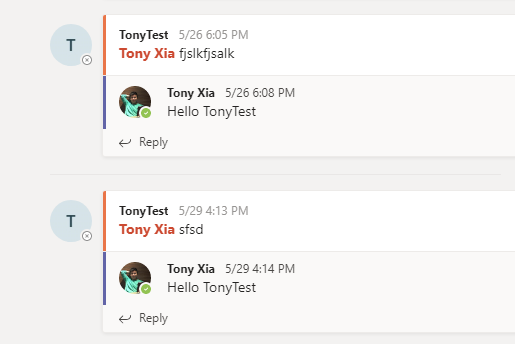 T
TonyTest 5/26 6:05 PM
Tony Xia fjslkfjsalk
Tony Xia 5/26 6:08 PM
Hello TonyTest
Reply
T
TonyTest 5/29 4:13 PM
Tony Xia sfsd
Tony Xia 5/29 4:14 PM
Hello TonyTest
Reply